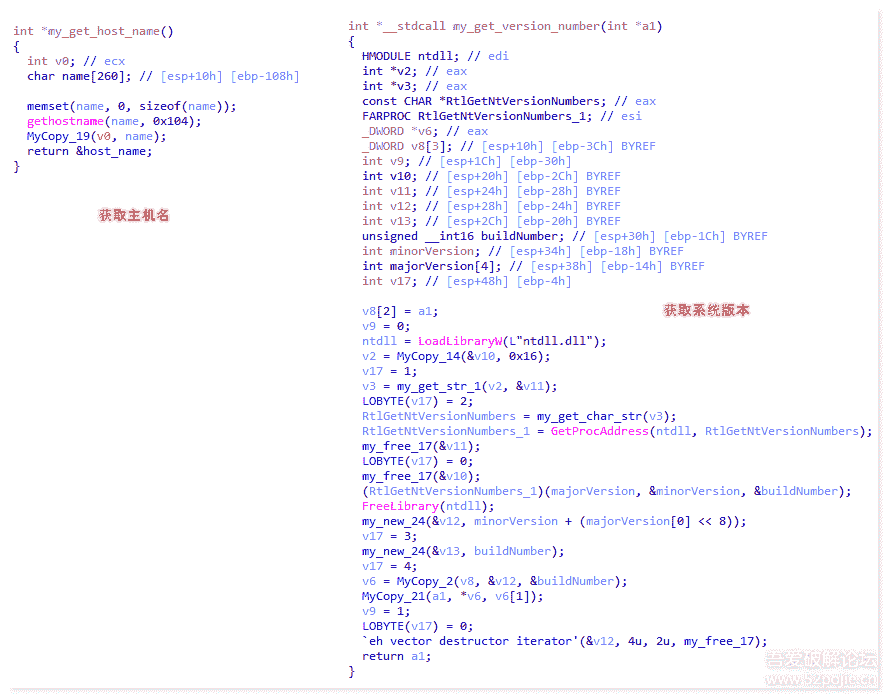 int *my_get_host_name()
{
  int v0; // ecx
  char name[260]; // [esp+10h] [ebp-108h]
  memset(name, 0, sizeof(name));
  gethostname(name, 0x104);
  MyCopy_19(v0, name);
  return &host_name;
}
获取主机名
int *__stdcall my_get_version_number(int *a1)
{
  HMODULE ntdll; // edi
  int *v2; // eax
  int *v3; // eax
  const CHAR *RtlGetNtVersionNumbers; // eax
  FARPROC RtlGetNtVersionNumbers_1; // esi
  _DWORD *v6; // eax
  _DWORD v8[3]; // [esp+10h] [ebp-3Ch] BYREF
  int v9; // [esp+1Ch] [ebp-30h]
  int v10; // [esp+20h] [ebp-2Ch] BYREF
  int v11; // [esp+24h] [ebp-28h] BYREF
  int v12; // [esp+28h] [ebp-24h] BYREF
  int v13; // [esp+2Ch] [ebp-20h] BYREF
  unsigned __int16 buildNumber; // [esp+30h] [ebp-1Ch] BYREF
  int minorVersion; // [esp+34h] [ebp-18h] BYREF
  int majorVersion[4]; // [esp+38h] [ebp-14h] BYREF
  int v17; // [esp+48h] [ebp-4h]
  v8[2] = a1;
获取系统版本
  v9 = 0;
  ntdll = LoadLibraryW(L"ntdll.dll");
  v2 = MyCopy_14(&v10, 0x16);
  v17 = 1;
  v3 = my_get_str_1(v2, &v11);
  LOBYTE(v17) = 2;
  RtlGetNtVersionNumbers = my_get_char_str(v3);
  RtlGetNtVersionNumbers_1 = GetProcAddress(ntdll, RtlGetNtVersionNumbers);
  my_free_17(&v11);
  LOBYTE(v17) = 0;
  my_free_17(&v10);
  (RtlGetNtVersionNumbers_1)(majorVersion, &minorVersion, &buildNumber);
  FreeLibrary(ntdll);
  my_new_24(&v12, minorVersion + (majorVersion[0] << 8));
  v17 = 3;
  my_new_24(&v13, buildNumber);
  v17 = 4;
  v6 = MyCopy_2(v8, &v12, &buildNumber);
  MyCopy_21(a1, *v6, v6[1]);
  v9 = 1;
  LOBYTE(v17) = 0;
  `eh vector destructor iterator'(&v12, 4u, 2u, my_free_17);
  return a1;
}
吾爱破解论坛
www.52pojie.cn